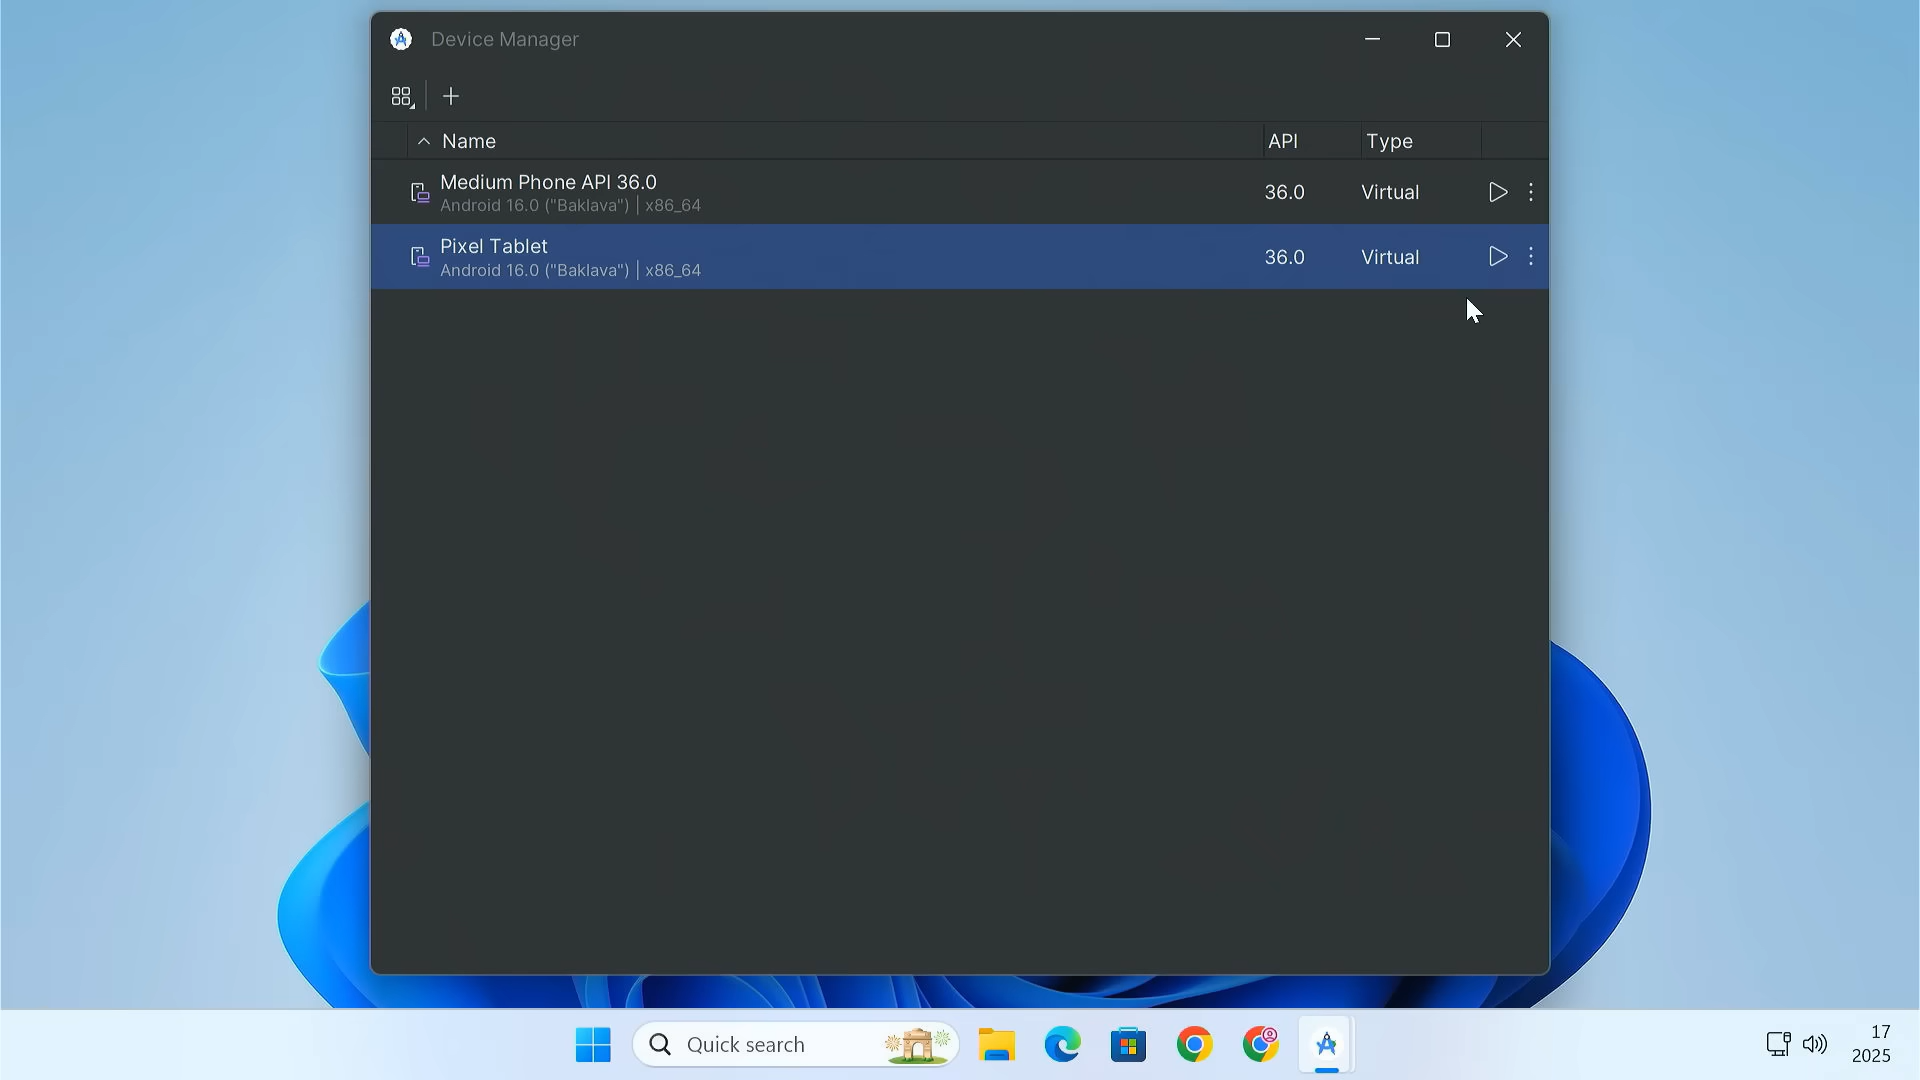 Device Manager
Name API Type
Medium Phone API 36.0
Android 16.0 ("Baklava") | x86_64
36.0 Virtual
Pixel Tablet
Android 16.0 ("Baklava") | x86_64
36.0 Virtual
Quick search
17
2025